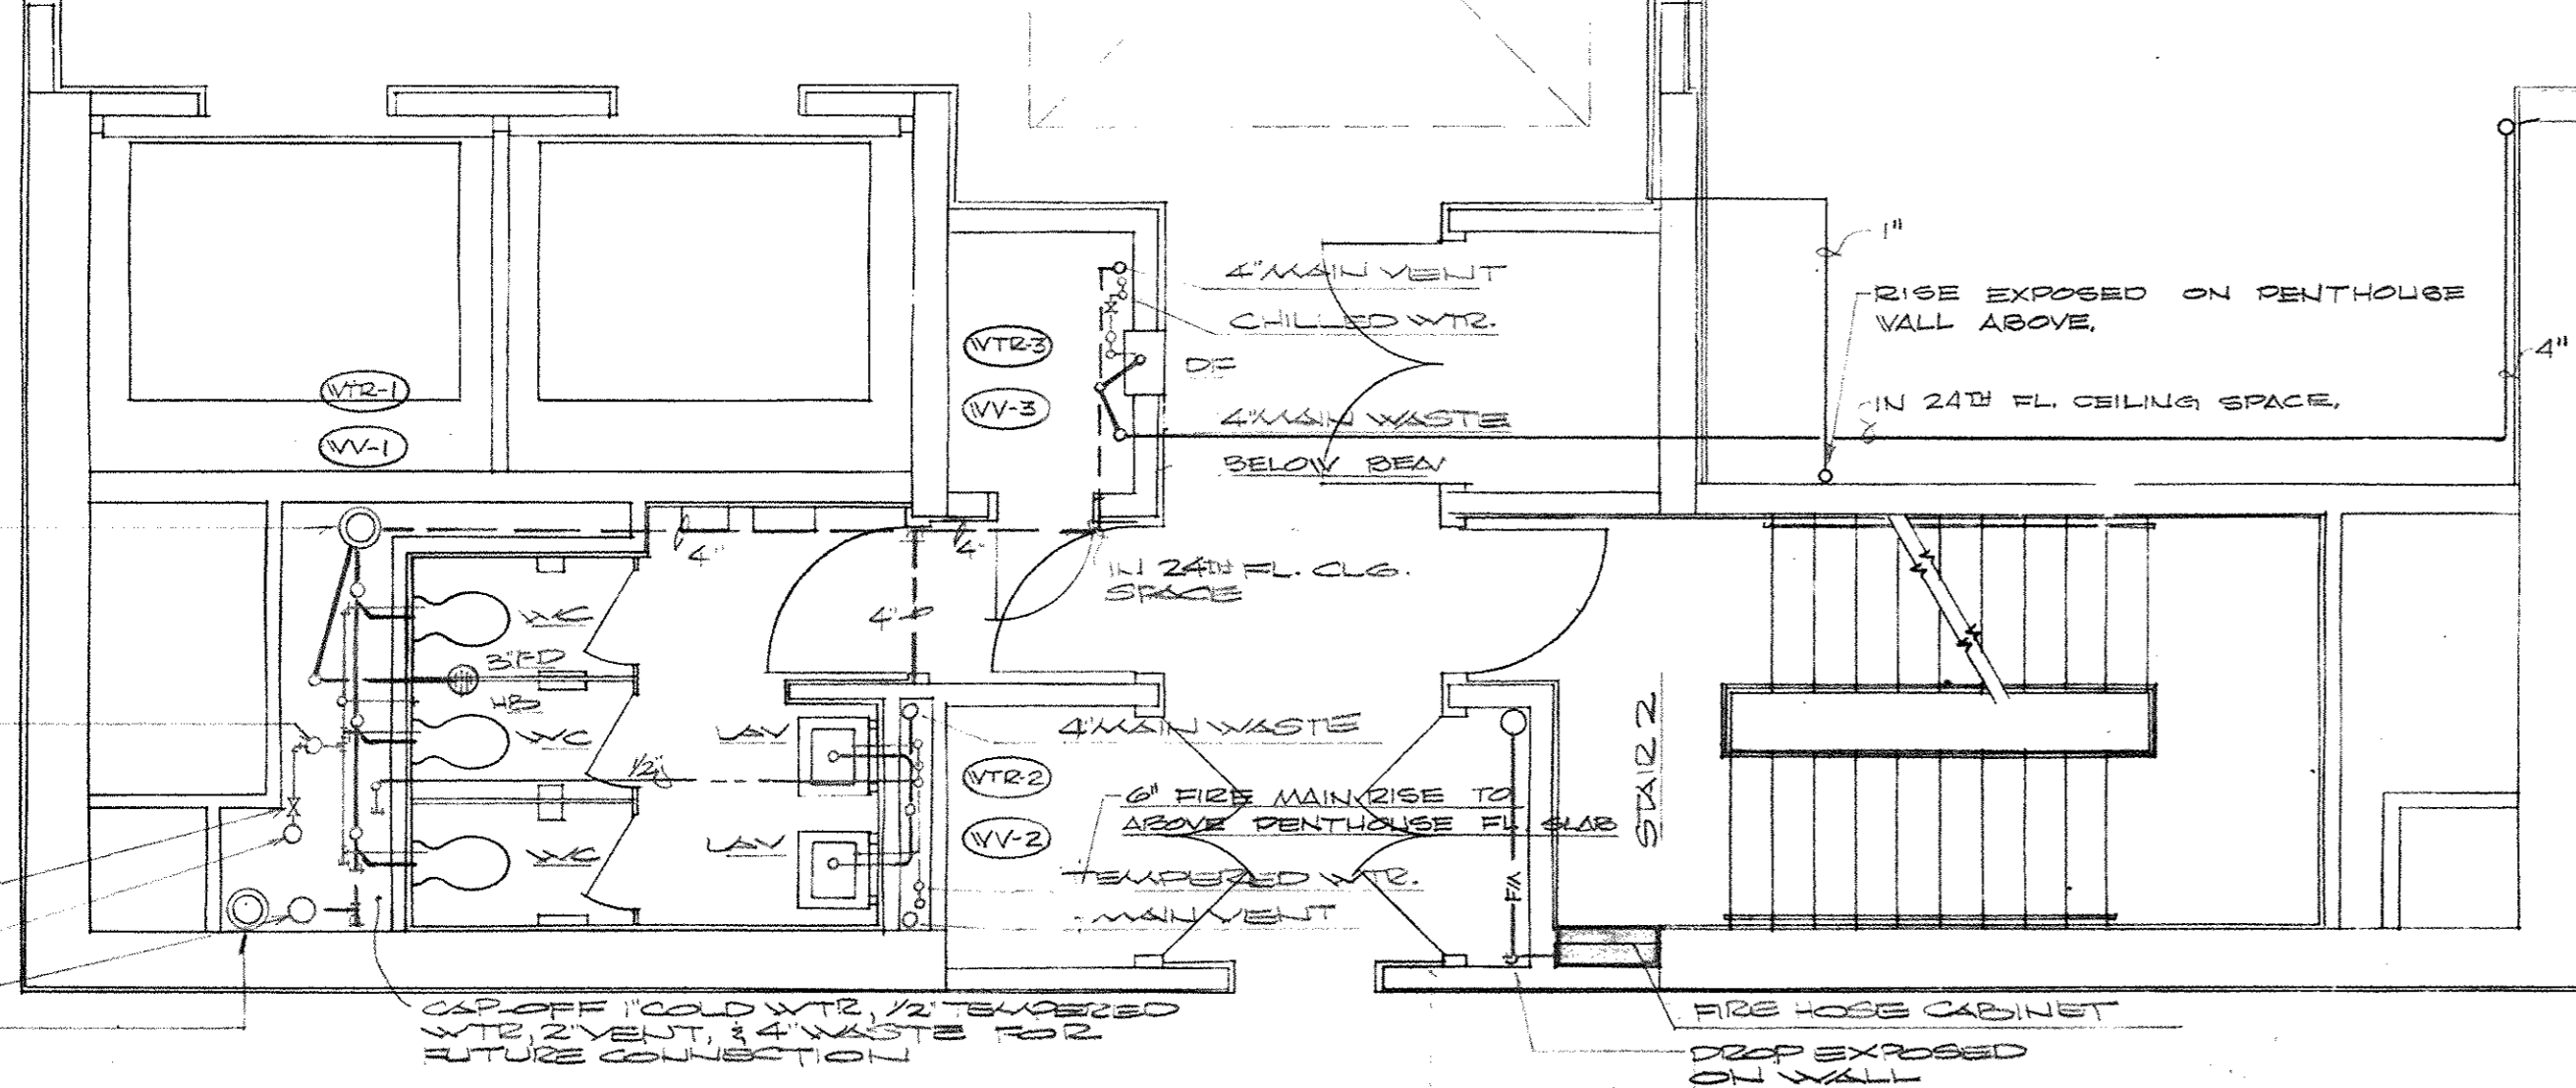 4" MAIN VENT
CHILLED WTR.
DF
4" MAIN WASTE
BELOW BEA
1"
RISE EXPOSED ON PENTHOUSE
WALL ABOVE.
IN 24TH FL. CEILING SPACE.
4"
WTR-3
WV-3
WTR-1
WV-1
4"
4"
4"
IN 24TH FL. CLG.
SPACE
WC
3"FD
HB
WC
WC
1/2"
LAV
LAV
4" MAIN WASTE
WTR-2
WV-2
6" FIRE MAIN RISE TO
ABOVE PENTHOUSE FL. SLAB
TEMPERED WTR.
MAIN VENT
STAIR 2
CAP-OFF 1" COLD WTR, 1/2" TEMPERED
WTR, 2" VENT, & 4" WASTE FOR
FUTURE CONNECTION
FIRE HOSE CABINET
DROP EXPOSED
ON WALL